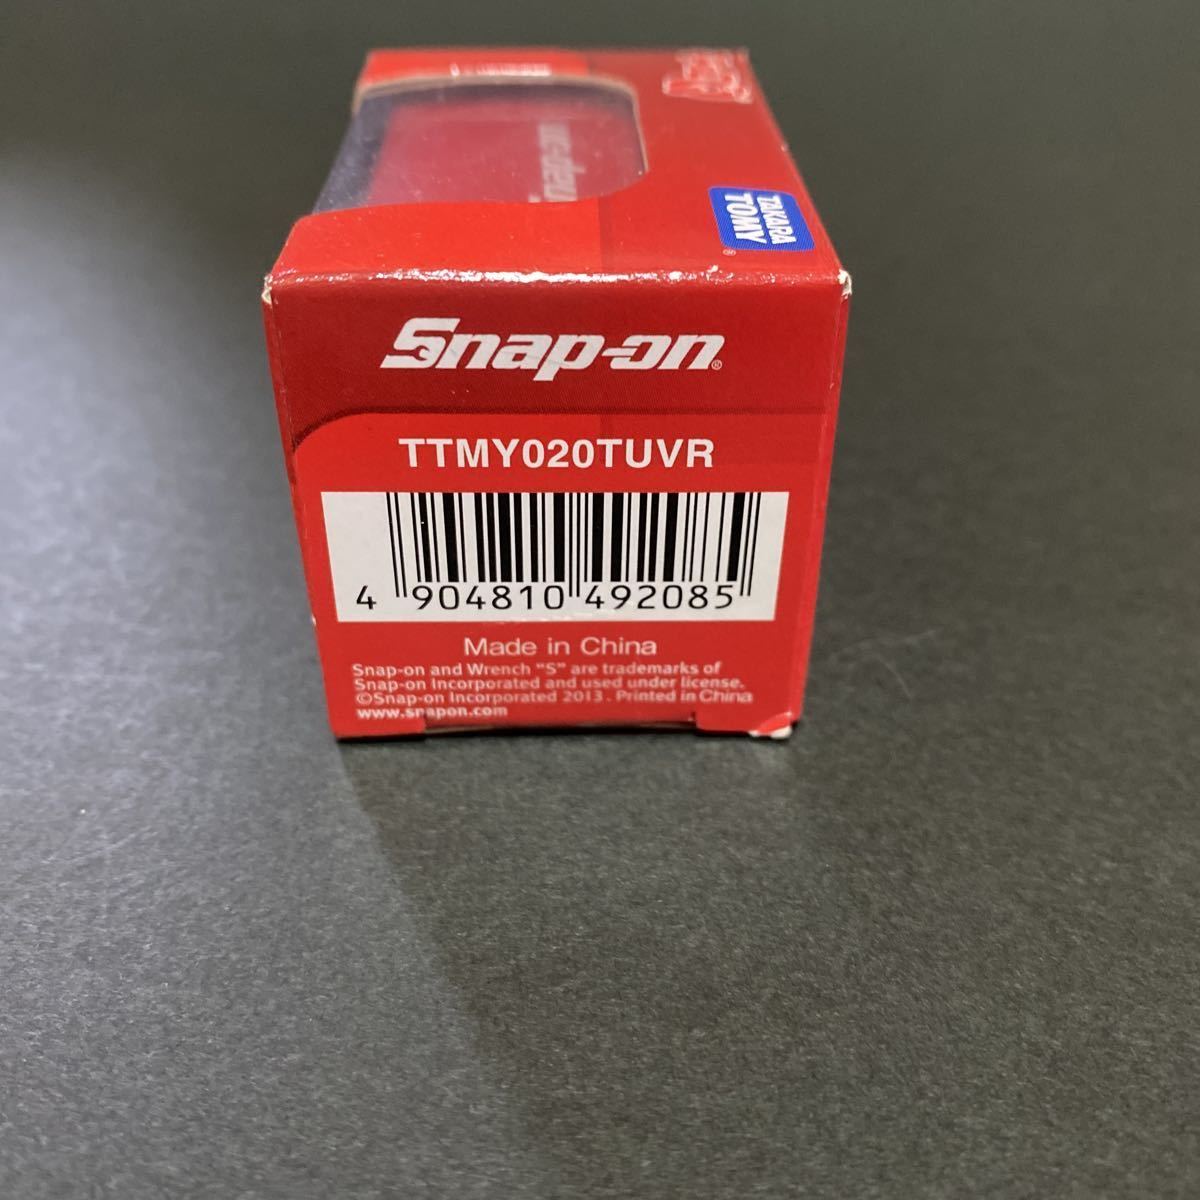 TAKARA
TOMY
®
Snap-on®
TTMY020TUVR
4 904810 492085
Made in China
Snap-on and Wrench "S" are trademarks of
Snap-on Incorporated and used under license.
©Snap-on Incorporated 2013. Printed in China
www.snapon.com